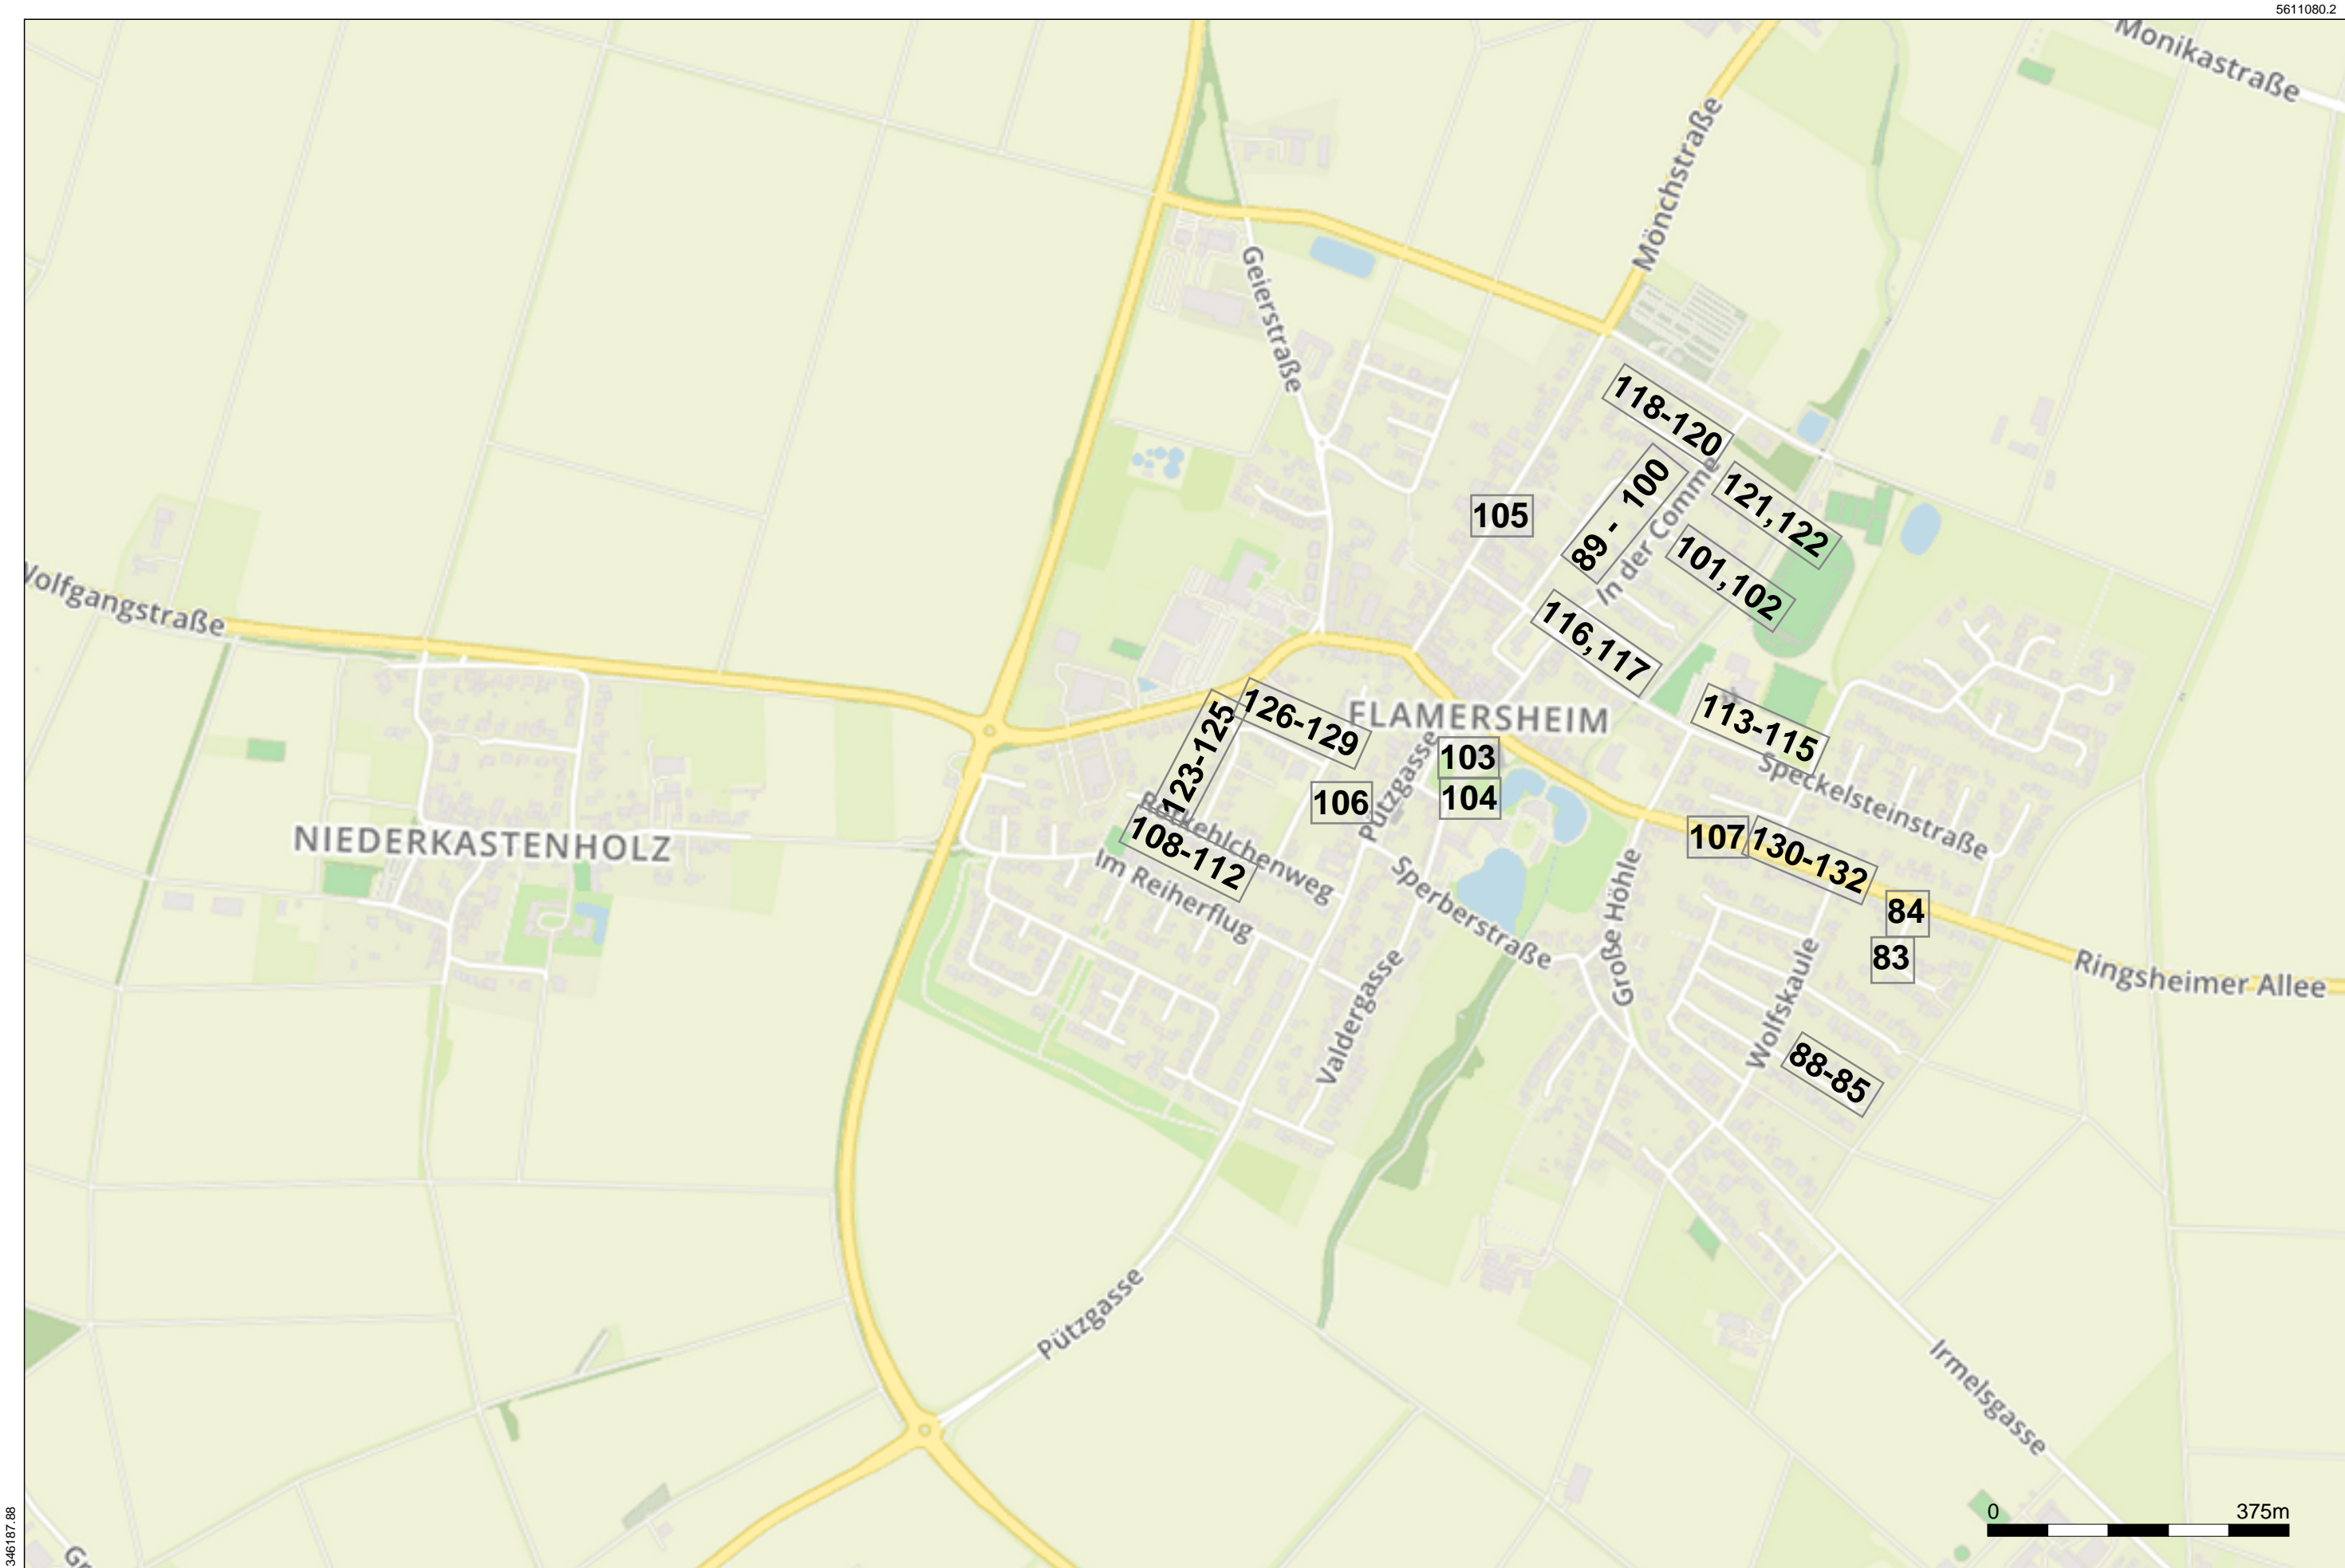 5611080.2
Monikastraße
Mönchstraße
Geierstraße
118-120
89 - 100
In der Comme
121,122
105
101,102
Wolfgangstraße
116,117
126-129
FLAMERSHEIM
113-115
123-125
103
Pützgasse
Speckelsteinstraße
106
104
NIEDERKASTENHOLZ
Rotkehlchenweg
108-112
107
130-132
Im Reiherflug
Sperberstraße
Große Höhle
84
83
Ringsheimer Allee
Wolfskaule
Valdergasse
88-85
Pützgasse
Irmelsgasse
0
375m
346187.88